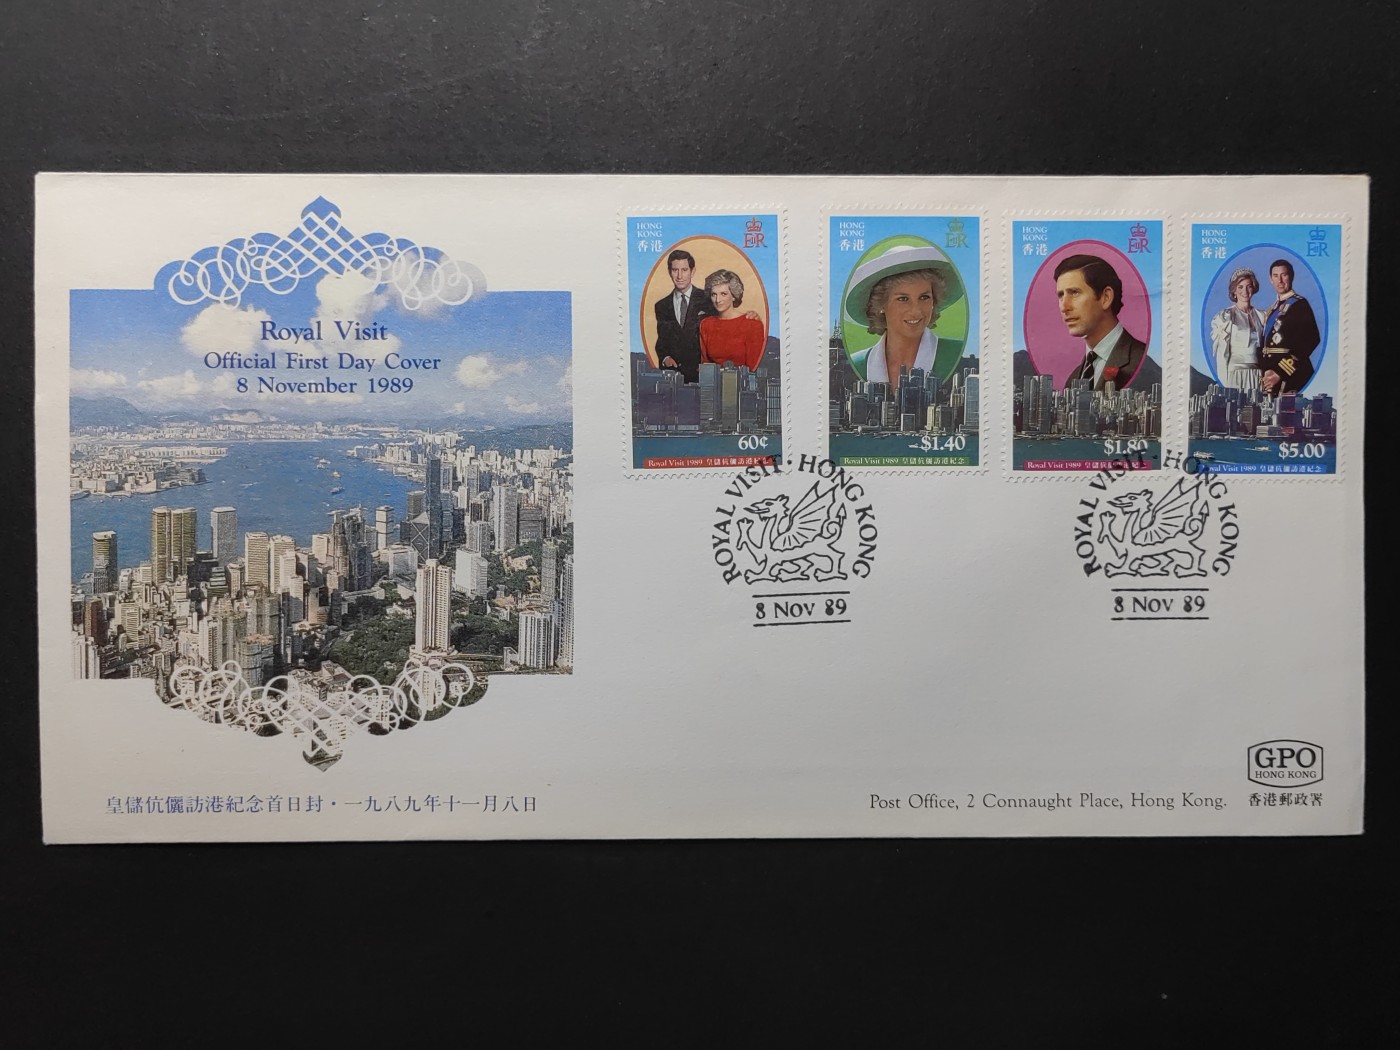 Royal Visit
Official First Day Cover
8 November 1989
HONG
KONG
香港
EIIR
60¢
Royal Visit 1989 皇儲伉儷訪港紀念
HONG
KONG
香港
EIIR
$1.40
Royal Visit 1989 皇儲伉儷訪港紀念
HONG
KONG
香港
EIIR
$1.80
Royal Visit 1989 皇儲伉儷訪港紀念
HONG
KONG
香港
EIIR
$5.00
Royal Visit 1989 皇儲伉儷訪港紀念
ROYAL VISIT · HONG KONG
8 NOV 89
ROYAL VISIT · HONG KONG
8 NOV 89
皇儲伉儷訪港紀念首日封·一九八九年十一月八日
Post Office, 2 Connaught Place, Hong Kong.
GPO
HONG KONG
香港郵政署